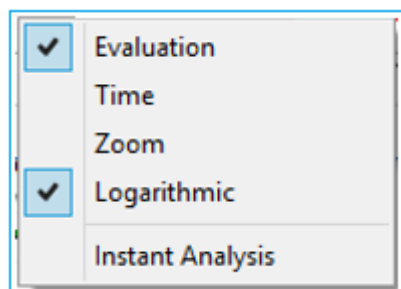 Evaluation
Time
Zoom
Logarithmic
Instant Analysis